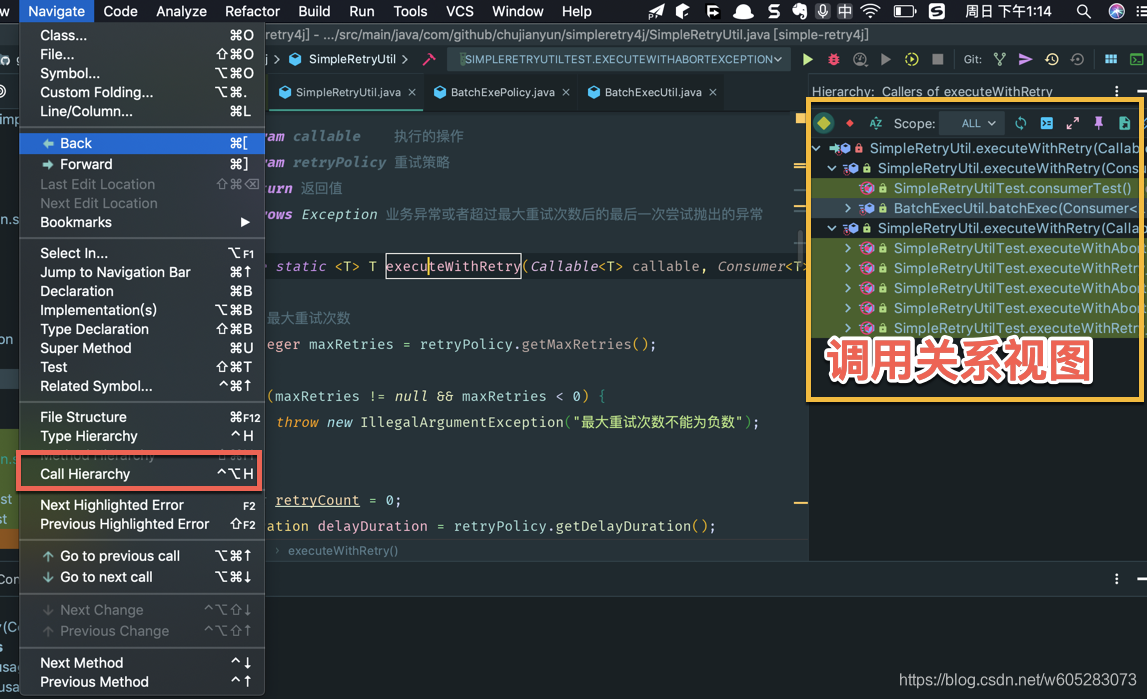 w Navigate Code Analyze Refactor Build Run Tools VCS Window Help 中 S 周日 下午1:14
Class... ⌘O
File... ⇧⌘O
Symbol... ⌥⌘O
Custom Folding... ⌥⌘.
Line/Column... ⌘L
Back ⌘[
Forward ⌘]
Last Edit Location ⇧⌘⌫
Next Edit Location
Bookmarks ▶
Select In... ⌥F1
Jump to Navigation Bar ⌘↑
Declaration ⌘B
Implementation(s) ⌥⌘B
Type Declaration ⇧⌘B
Super Method ⌘U
Test ⇧⌘T
Related Symbol... ^⌘↑
File Structure ⌘F12
Type Hierarchy ^H
Method Hierarchy ⇧⌘H
Call Hierarchy ^⌥H
Next Highlighted Error F2
Previous Highlighted Error ⇧F2
Go to previous call ⌥⌘↑
Go to next call ⌥⌘↓
Next Change ^⌥⇧↓
Previous Change ^⌥⇧↑
Next Method ^↓
Previous Method ^↑
retry4j] - .../src/main/java/com/github/chujianyun/simpleretry4j/SimpleRetryUtil.java [simple-retry4j]
SimpleRetryUtil SIMPLERETRYUTILTEST.EXECUTEWITHABORTEXCEPTION Git:
SimpleRetryUtil.java × BatchExePolicy.java × BatchExecUtil.java ×
ram callable 执行的操作
ram retryPolicy 重试策略
urn 返回值
ows Exception 业务异常或者超过最大重试次数后的最后一次尝试抛出的异常
static <T> T executeWithRetry(Callable<T> callable, Consumer<T>
最大重试次数
eger maxRetries = retryPolicy.getMaxRetries();
(maxRetries != null && maxRetries < 0) {
throw new IllegalArgumentException("最大重试次数不能为负数");
retryCount = 0;
ation delayDuration = retryPolicy.getDelayDuration();
executeWithRetry()
Hierarchy: Callers of executeWithRetry
Scope: ALL
SimpleRetryUtil.executeWithRetry(Callab
SimpleRetryUtil.executeWithRetry(Consu
SimpleRetryUtilTest.consumerTest()
BatchExecUtil.batchExec(Consumer<
SimpleRetryUtil.executeWithRetry(Callab
SimpleRetryUtilTest.executeWithAbort
SimpleRetryUtilTest.executeWithRetr
SimpleRetryUtilTest.executeWithAbort
SimpleRetryUtilTest.executeWithAbort
SimpleRetryUtilTest.executeWithRetr
调用关系视图
https://blog.csdn.net/w605283073